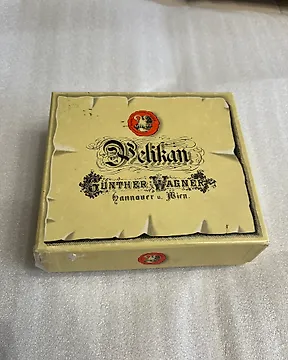 Pelikan
GÜNTHER WAGNER
Hannover u. Wien.